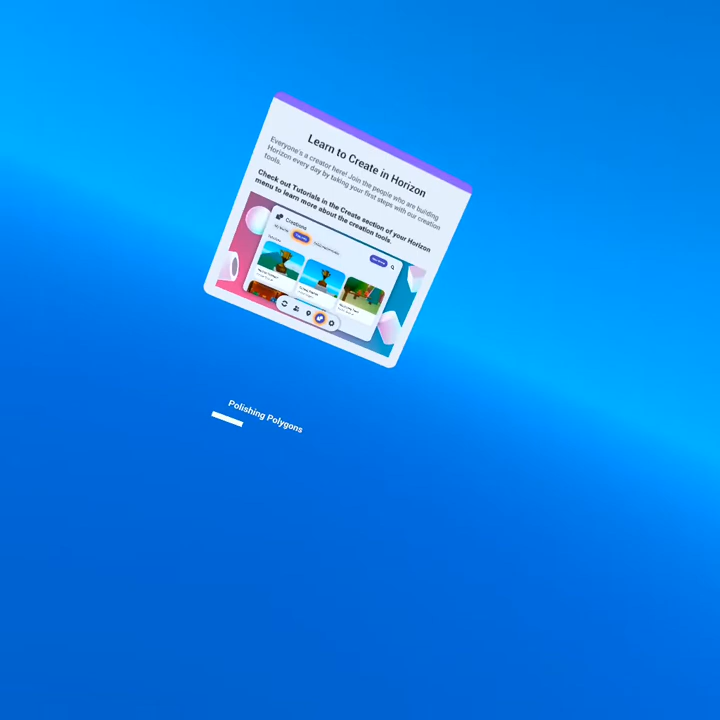 Learn to Create in Horizon
Everyone's a creator here! Join the people who are building
Horizon every day by taking your first steps with our creation
tools.
Check out Tutorials in the Create section of your Horizon
menu to learn more about the creation tools.
Creations
Polishing Polygons